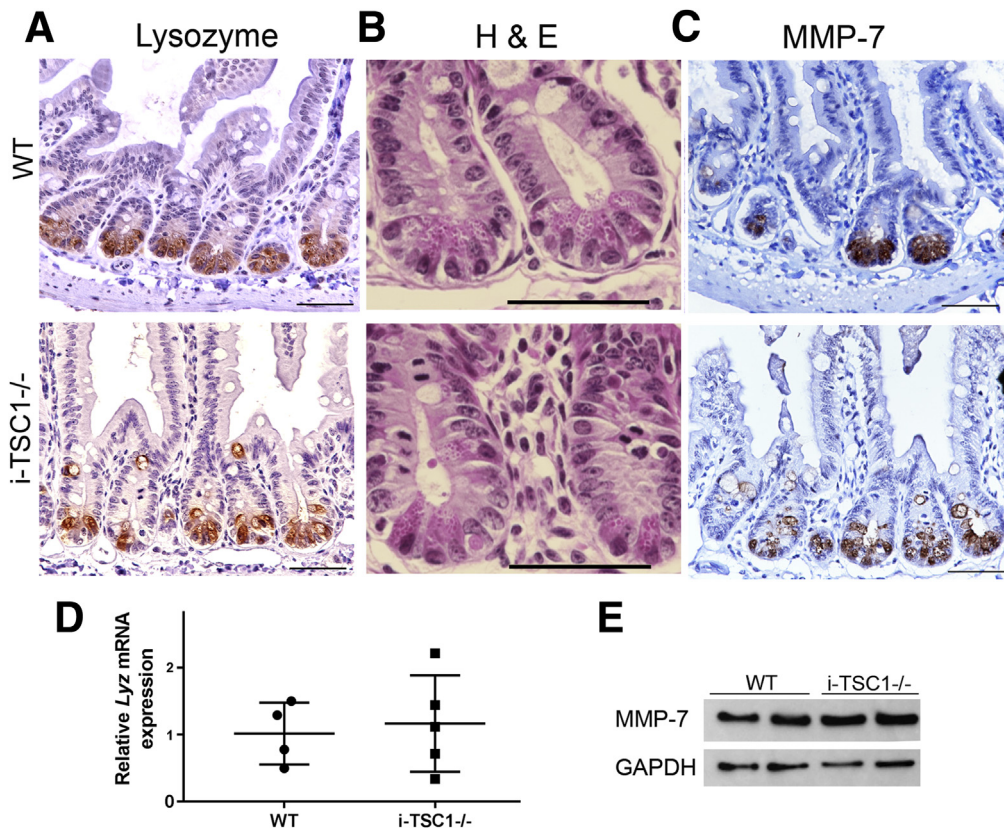 A
Lysozyme
B
H & E
C
MMP-7
WT
i-TSC1-/-
D
Relative Lyz mRNA
expression
2
1
0
WT
i-TSC1-/-
E
WT
i-TSC1-/-
MMP-7
GAPDH